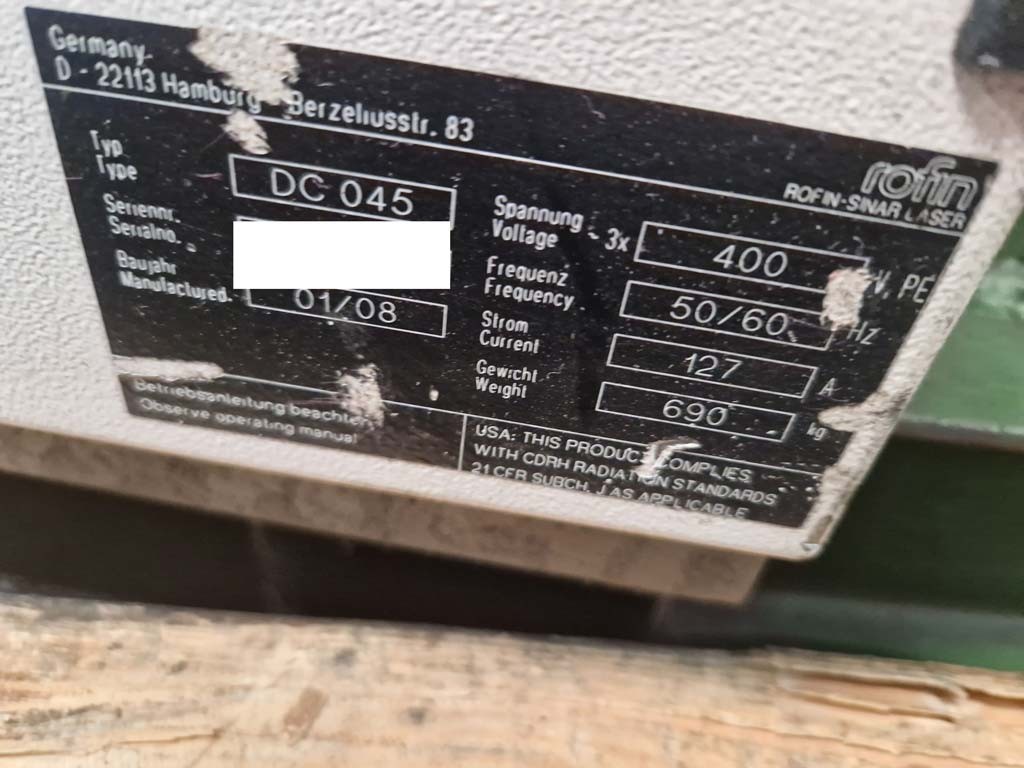 Germany
D - 22113 Hamburg Berzeliusstr. 83
rofin
ROFIN-SINAR LASER
Typ
Type
DC 045
Seriennr.
Serialno.
Baujahr
Manufactured.
01/08
Spannung
Voltage
~ 3x
400
V, PE
Frequenz
Frequency
50/60
Hz
Strom
Current
127
A
Gewicht
Weight
690
kg
Betriebsanleitung beachten
Observe operating manual
USA: THIS PRODUCT COMPLIES
WITH CDRH RADIATION STANDARDS
21 CFR SUBCH. J AS APPLICABLE